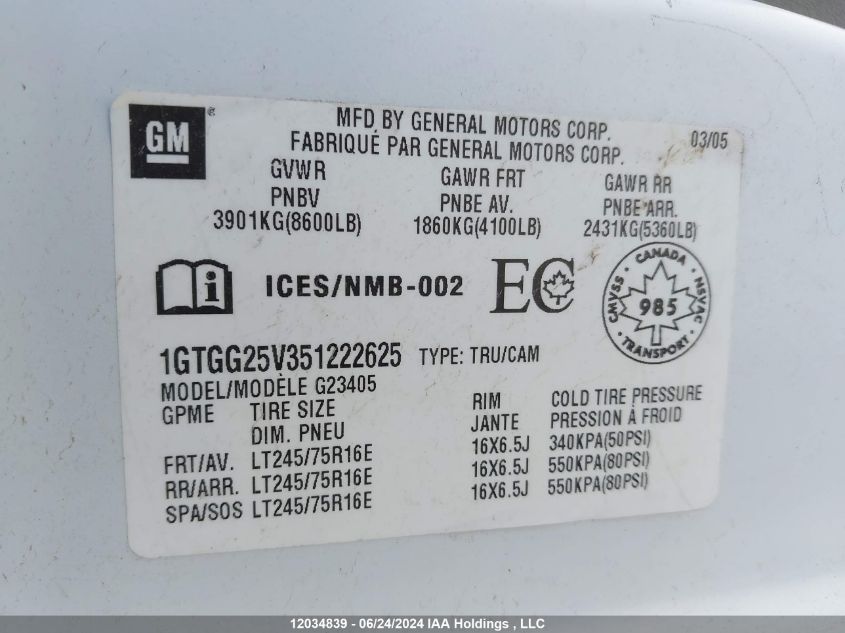 GM ®
MFD BY GENERAL MOTORS CORP. 03/05
FABRIQUÉ PAR GENERAL MOTORS CORP.
GVWR GAWR FRT GAWR RR
PNBV PNBE AV. PNBE ARR.
3901KG(8600LB) 1860KG(4100LB) 2431KG(5360LB)
i ICES/NMB-002 EC
CANADA
CMVSS 985 NSVAC
TRANSPORT
1GTGG25V351222625 TYPE: TRU/CAM
MODEL/MODÈLE G23405
GPME TIRE SIZE RIM COLD TIRE PRESSURE
DIM. PNEU JANTE PRESSION À FROID
FRT/AV. LT245/75R16E 16X6.5J 340KPA(50PSI)
RR/ARR. LT245/75R16E 16X6.5J 550KPA(80PSI)
SPA/SOS LT245/75R16E 16X6.5J 550KPA(80PSI)
12034839 - 06/24/2024 IAA Holdings , LLC